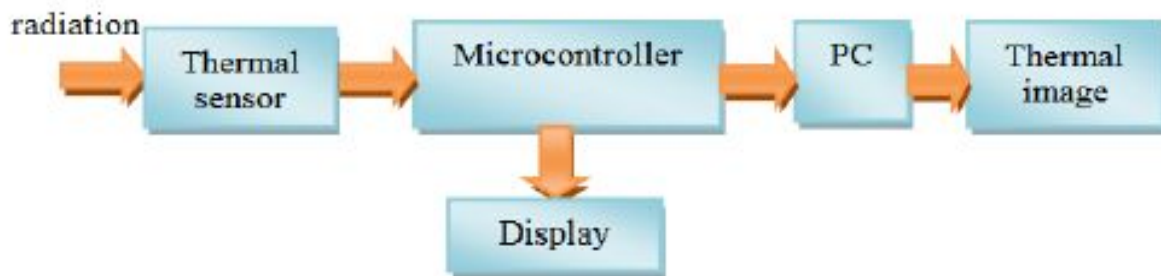 radiation
Thermal
sensor
Microcontroller
PC
Thermal
image
Display